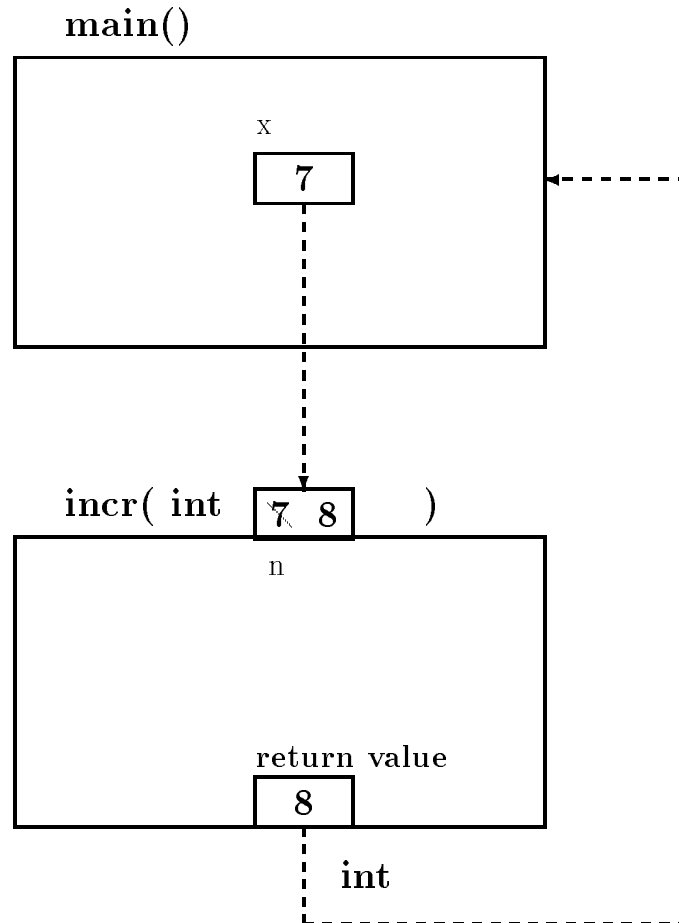 main()
x
7
incr( int 7 8 )
n
return value
8
int